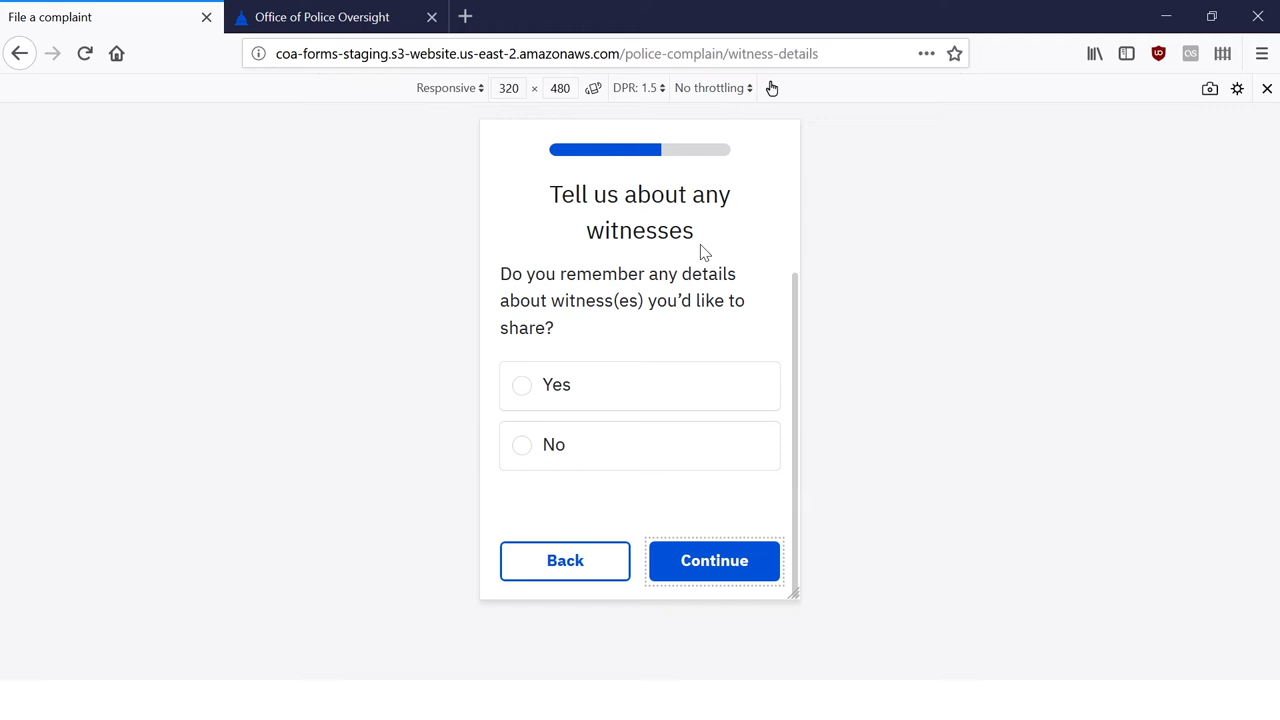 File a complaint
Office of Police Oversight
coa-forms-staging.s3-website.us-east-2.amazonaws.com/police-complain/witness-details
Responsive 320 × 480 DPR: 1.5 No throttling
Tell us about any
witnesses
Do you remember any details
about witness(es) you’d like to
share?
Yes
No
Back Continue